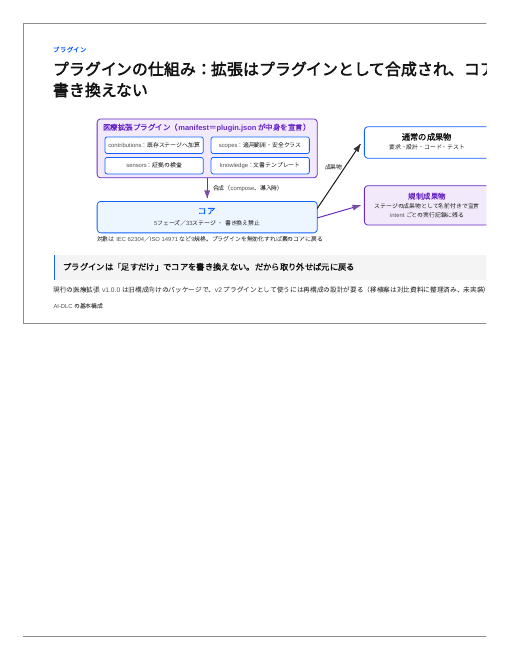 プラグイン
プラグインの仕組み：拡張はプラグインとして合成され、コア
書き換えない
医療拡張プラグイン（manifest＝plugin.json が中身を宣言）
contributions：既存ステージへ加算
scopes：適用範囲・安全クラス
sensors：証拠の検査
knowledge：文書テンプレート
合成（compose、導入時）
コア
5フェーズ／33ステージ ・ 書き換え禁止
対象は IEC 62304／ISO 14971 など9規格。プラグインを無効化すれば素のコアに戻る
成果物
通常の成果物
要求・設計・コード・テスト
規制成果物
ステージの成果物として名前付きで宣言
intent ごとの実行記録に残る
プラグインは「足すだけ」でコアを書き換えない。だから取り外せば元に戻る
現行の医療拡張 v1.0.0 は旧構成向けのパッケージで、v2 プラグインとして使うには再構成の設計が要る（移植案は対比資料に整理済み、未実装）
AI-DLC の基本構成